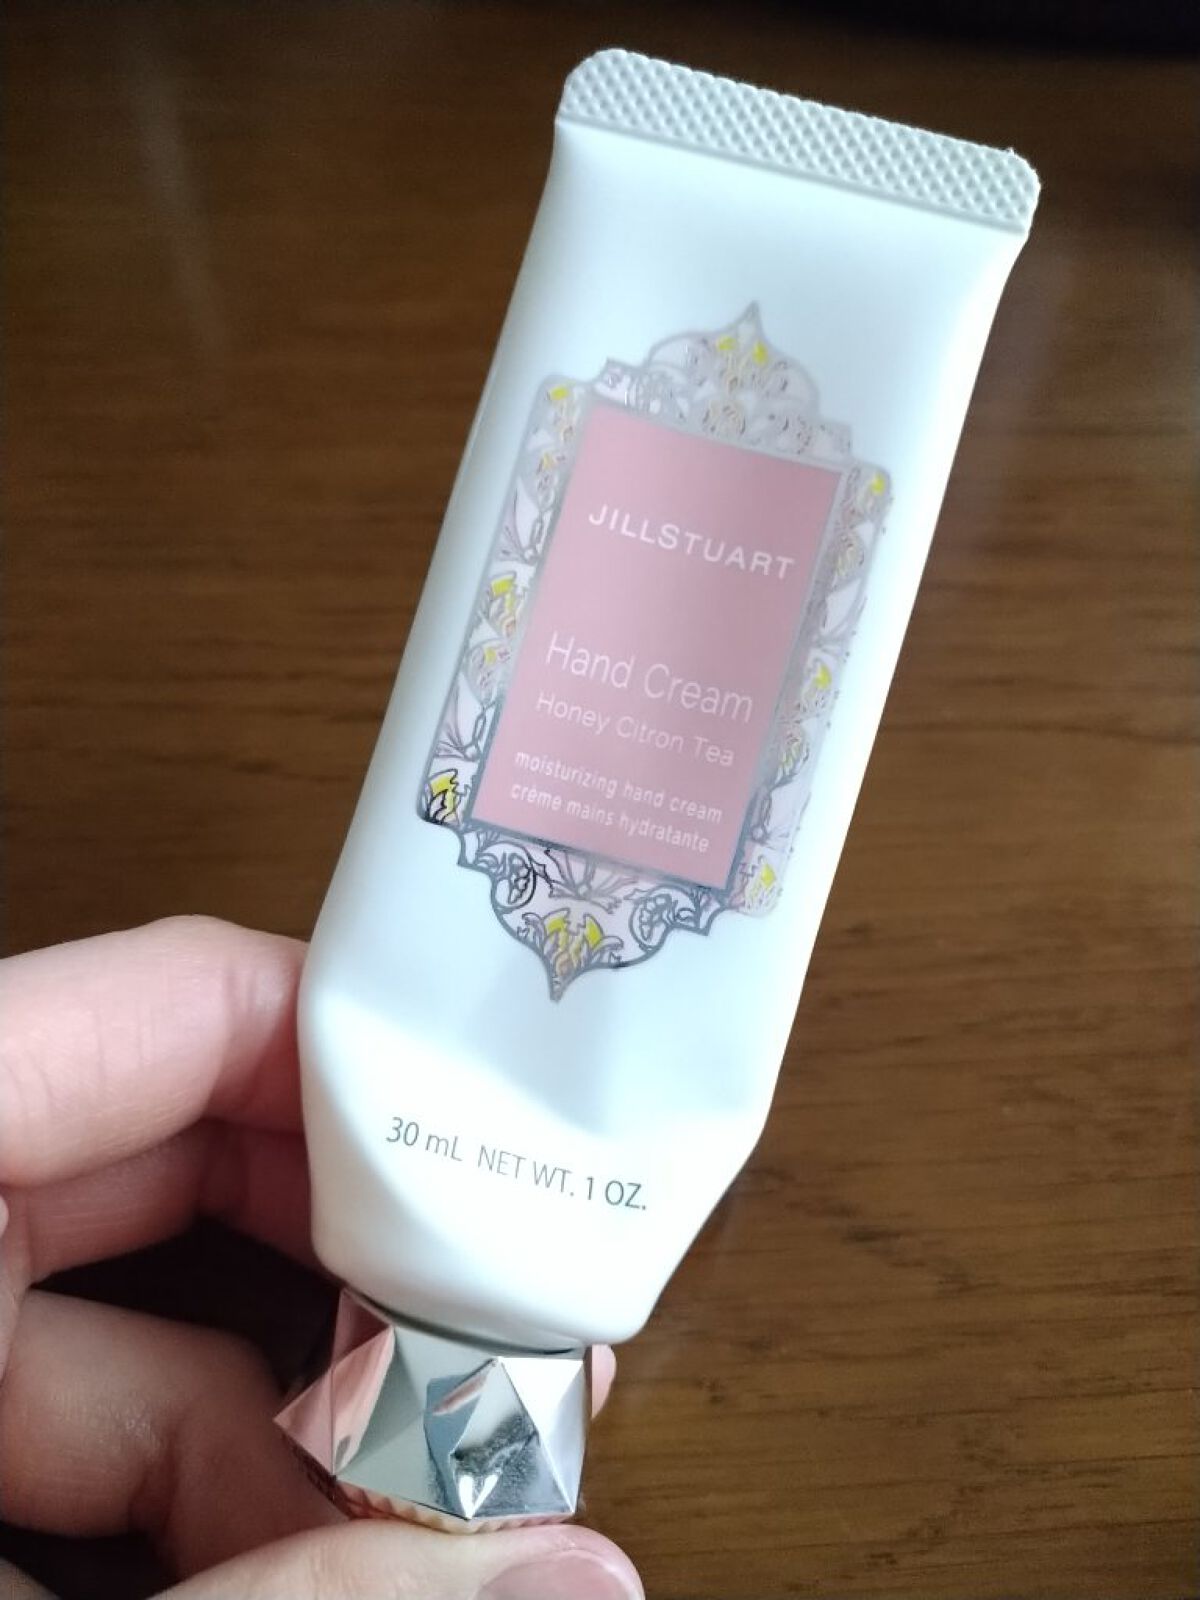 JILLSTUART
Hand Cream
Honey Citron Tea
moisturizing hand cream
crème mains hydratante
30 mL NET WT. 1 OZ.